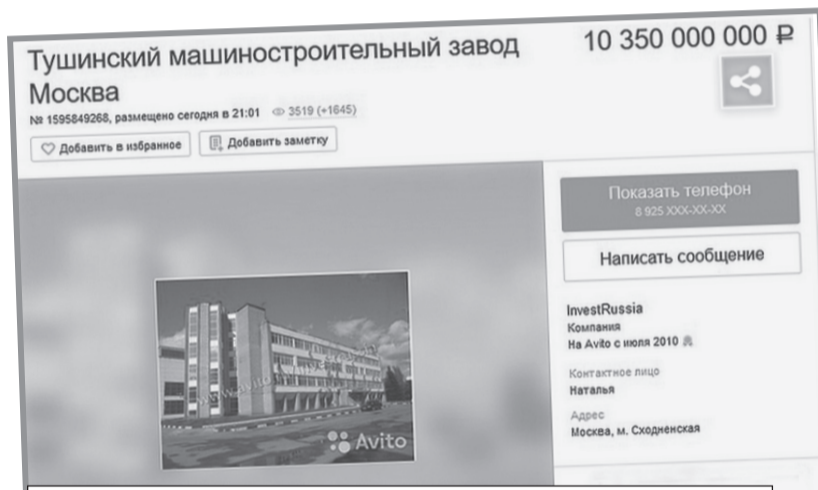 Тушинский машиностроительный завод
Москва
10 350 000 000 ₽
№ 1595849268, размещено сегодня в 21:01 3519 (+1645)
Добавить в избранное
Добавить заметку
Показать телефон
8 925 XXX-XX-XX
Написать сообщение
InvestRussia
Компания
На Avito с июля 2010
Контактное лицо
Наталья
Адрес
Москва, м. Сходненская
Avito